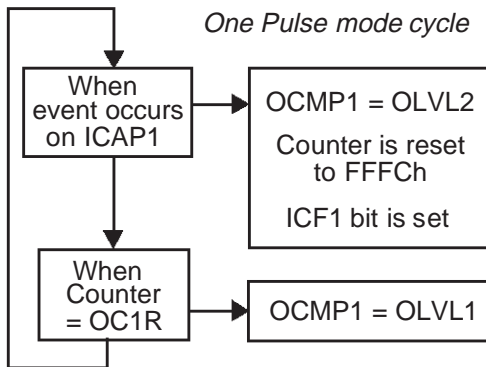 One Pulse mode cycle
When
event occurs
on ICAP1
OCMP1 = OLVL2
Counter is reset
to FFFCh
ICF1 bit is set
When
Counter
= OC1R
OCMP1 = OLVL1